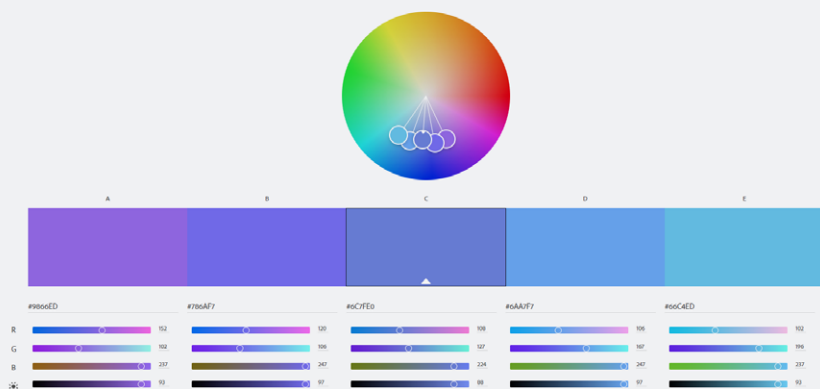 A B C D E
#9866ED #786AF7 #6C7FE0 #6AA7F7 #66C4ED
R 152 120 108 106 102
G 102 106 127 167 196
B 237 247 224 247 237
93 97 88 97 93